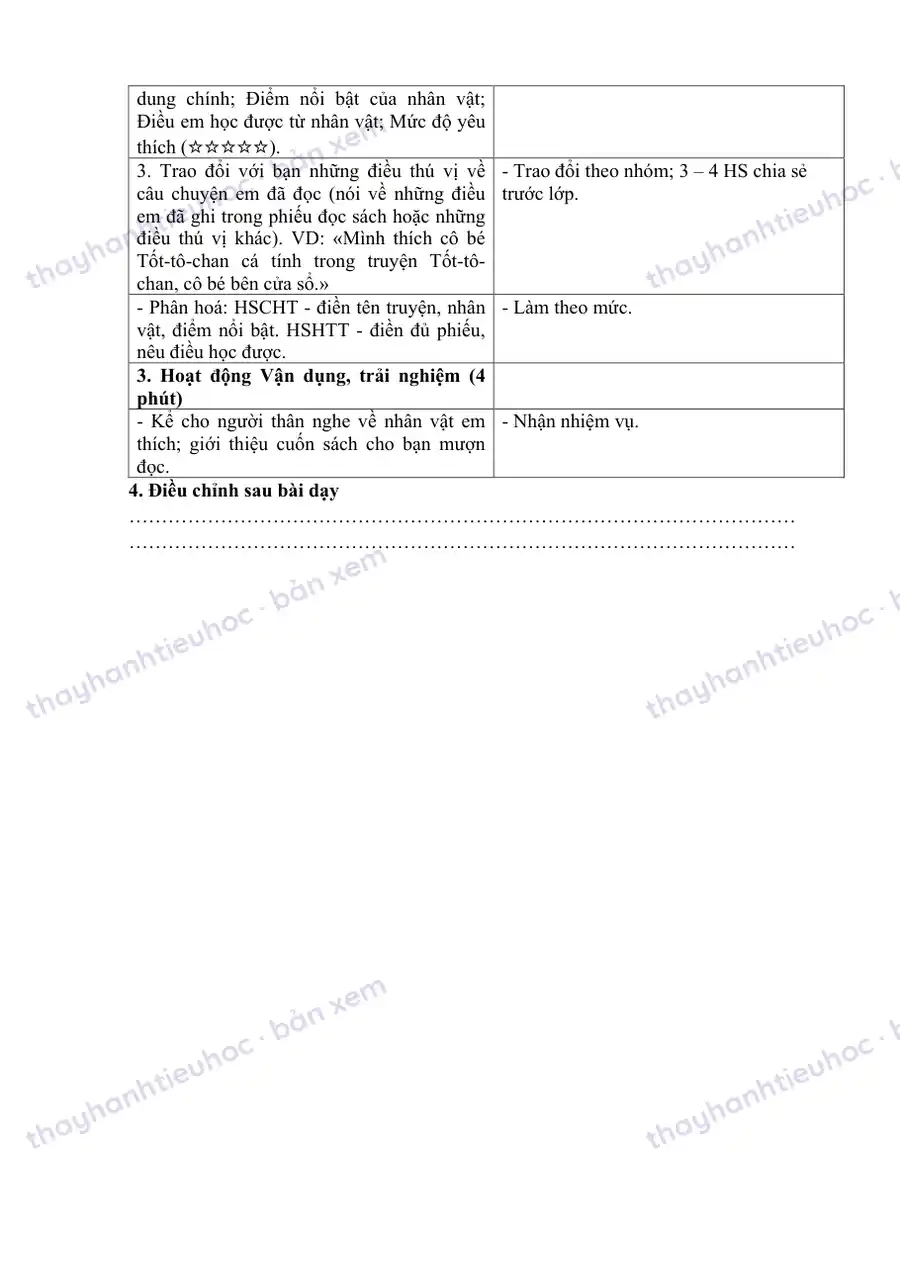 dung chính; Điểm nổi bật của nhân vật;
Điều em học được từ nhân vật; Mức độ yêu
thích (☆☆☆☆☆).
3. Trao đổi với bạn những điều thú vị về
câu chuyện em đã đọc (nói về những điều
em đã ghi trong phiếu đọc sách hoặc những
điều thú vị khác). VD: «Mình thích cô bé
Tốt-tô-chan cá tính trong truyện Tốt-tô-
chan, cô bé bên cửa sổ.»
- Trao đổi theo nhóm; 3 – 4 HS chia sẻ
trước lớp.
- Phân hoá: HSCHT - điền tên truyện, nhân
vật, điểm nổi bật. HSHTT - điền đủ phiếu,
nêu điều học được.
- Làm theo mức.
3. Hoạt động Vận dụng, trải nghiệm (4
phút)
- Kể cho người thân nghe về nhân vật em
thích; giới thiệu cuốn sách cho bạn mượn
đọc.
- Nhận nhiệm vụ.
4. Điều chỉnh sau bài dạy
……………………………………………………………………………………………
……………………………………………………………………………………………
thayhanhtieuhoc · bản xem
thayhanhtieuhoc · b
thayhanhtieuhoc · bản xem
thayhanhtieuhoc · b
thayhanhtieuhoc · bản xem
thayhanhtieuhoc · b